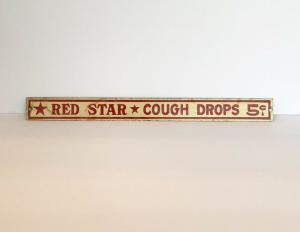 ★ RED STAR ★ COUGH DROPS 5¢